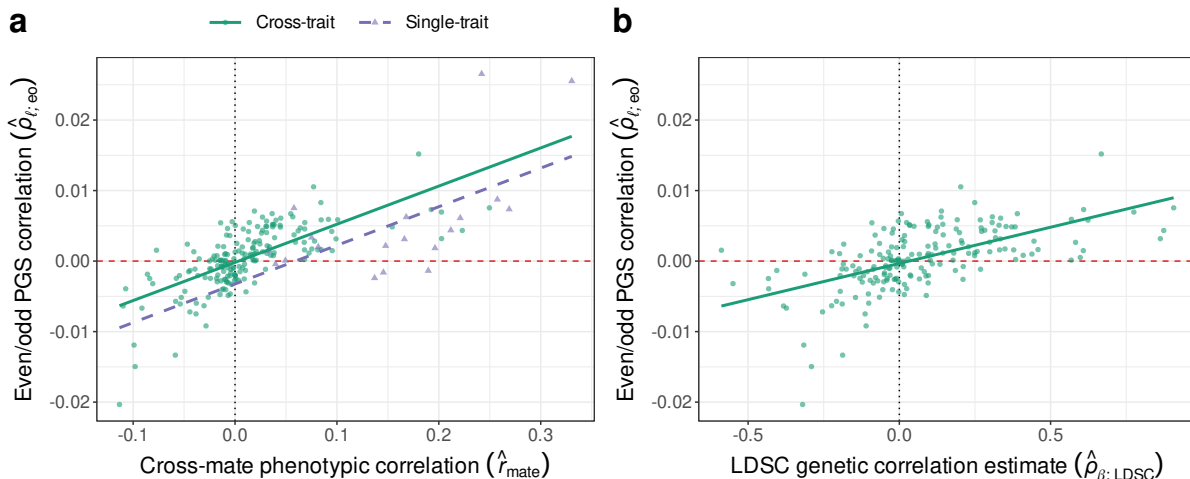 a
Cross-trait
Single-trait
b
Even/odd PGS correlation (ρ̂ℓ; eo)
0.02
0.01
0.00
-0.01
-0.02
-0.1
0.0
0.1
0.2
0.3
Cross-mate phenotypic correlation (r̂mate)
Even/odd PGS correlation (ρ̂ℓ; eo)
0.02
0.01
0.00
-0.01
-0.02
-0.5
0.0
0.5
LDSC genetic correlation estimate (ρ̂β; LDSC)